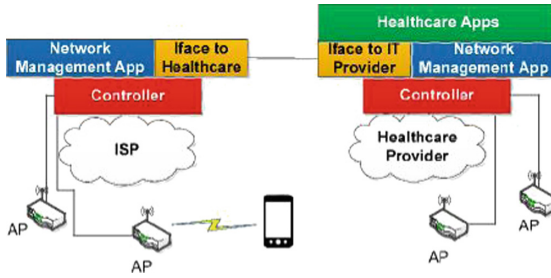 Healthcare Apps
Network
Management App
Iface to
Healthcare
Iface to IT
Provider
Network
Management App
Controller
Controller
ISP
Healthcare
Provider
AP
AP
AP
AP